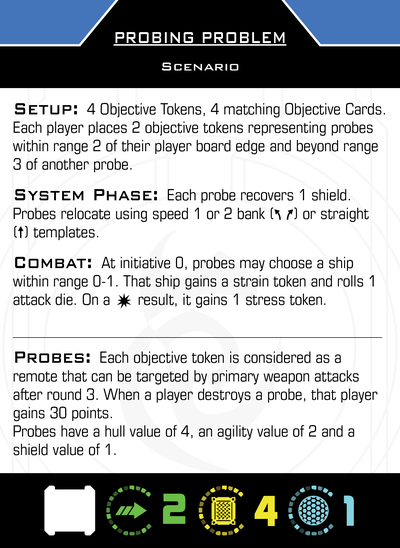 PROBING PROBLEM
SCENARIO
SETUP: 4 Objective Tokens, 4 matching Objective Cards.
Each player places 2 objective tokens representing probes
within range 2 of their player board edge and beyond range
3 of another probe.
SYSTEM PHASE: Each probe recovers 1 shield.
Probes relocate using speed 1 or 2 bank (↰ ↱) or straight
(↑) templates.
COMBAT: At initiative 0, probes may choose a ship
within range 0-1. That ship gains a strain token and rolls 1
attack die. On a result, it gains 1 stress token.
PROBES: Each objective token is considered as a
remote that can be targeted by primary weapon attacks
after round 3. When a player destroys a probe, that player
gains 30 points.
Probes have a hull value of 4, an agility value of 2 and a
shield value of 1.
2 4 1